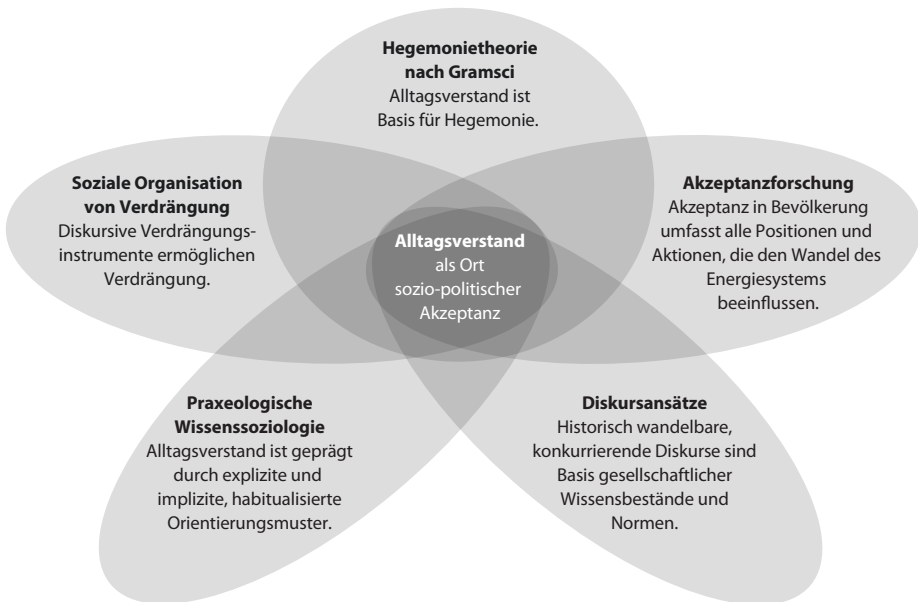 Hegemonietheorie
nach Gramsci
Alltagsverstand ist
Basis für Hegemonie.
Soziale Organisation
von Verdrängung
Diskursive Verdrängungs-
instrumente ermöglichen
Verdrängung.
Akzeptanzforschung
Akzeptanz in Bevölkerung
umfasst alle Positionen und
Aktionen, die den Wandel des
Energiesystems
beeinflussen.
Alltagsverstand
als Ort
sozio-politischer
Akzeptanz
Praxeologische
Wissenssoziologie
Alltagsverstand ist geprägt
durch explizite und
implizite, habitualisierte
Orientierungsmuster.
Diskursansätze
Historisch wandelbare,
konkurrierende Diskurse sind
Basis gesellschaftlicher
Wissensbestände und
Normen.